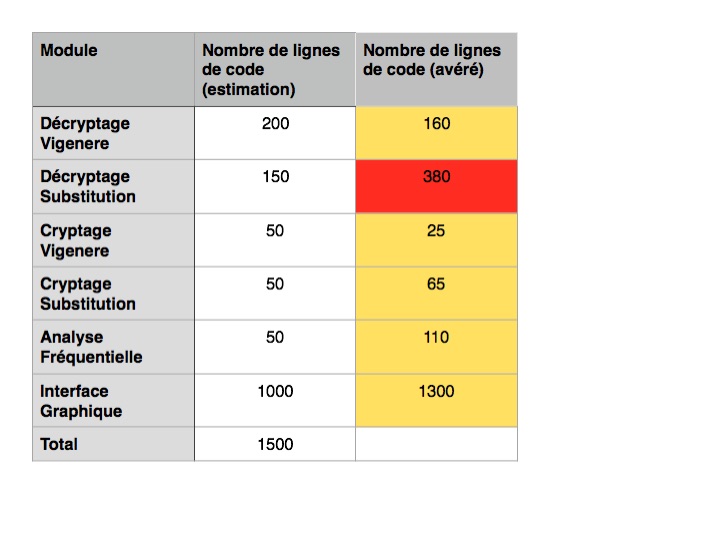 Module
Nombre de lignes
de code
(estimation)
Nombre de lignes
de code (avéré)
Décryptage
Vigenere
200
160
Décryptage
Substitution
150
380
Cryptage
Vigenere
50
25
Cryptage
Substitution
50
65
Analyse
Fréquentielle
50
110
Interface
Graphique
1000
1300
Total
1500